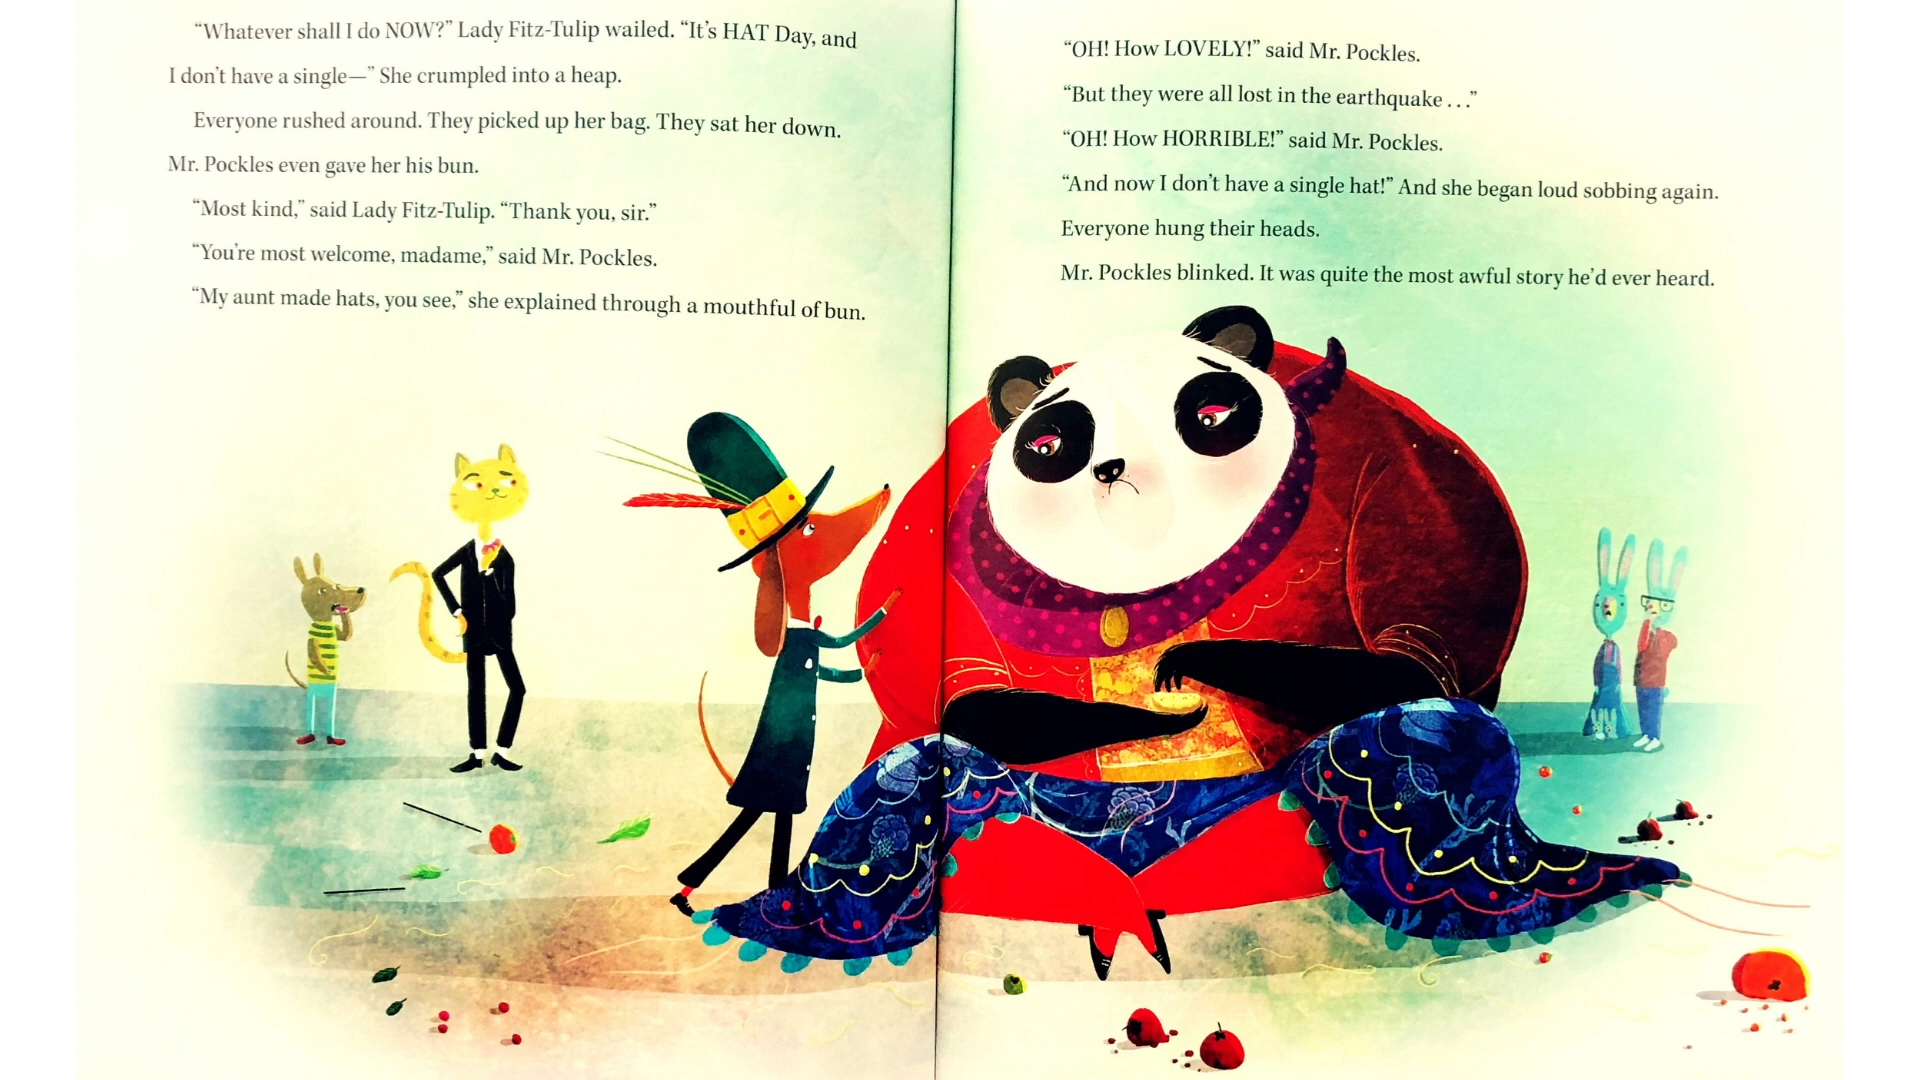 “Whatever shall I do NOW?” Lady Fitz-Tulip wailed. “It’s HAT Day, and
I don’t have a single—” She crumpled into a heap.
Everyone rushed around. They picked up her bag. They sat her down.
Mr. Pockles even gave her his bun.
“Most kind,” said Lady Fitz-Tulip. “Thank you, sir.”
“You’re most welcome, madame,” said Mr. Pockles.
“My aunt made hats, you see,” she explained through a mouthful of bun.
“OH! How LOVELY!” said Mr. Pockles.
“But they were all lost in the earthquake . . .”
“OH! How HORRIBLE!” said Mr. Pockles.
“And now I don’t have a single hat!” And she began loud sobbing again.
Everyone hung their heads.
Mr. Pockles blinked. It was quite the most awful story he’d ever heard.